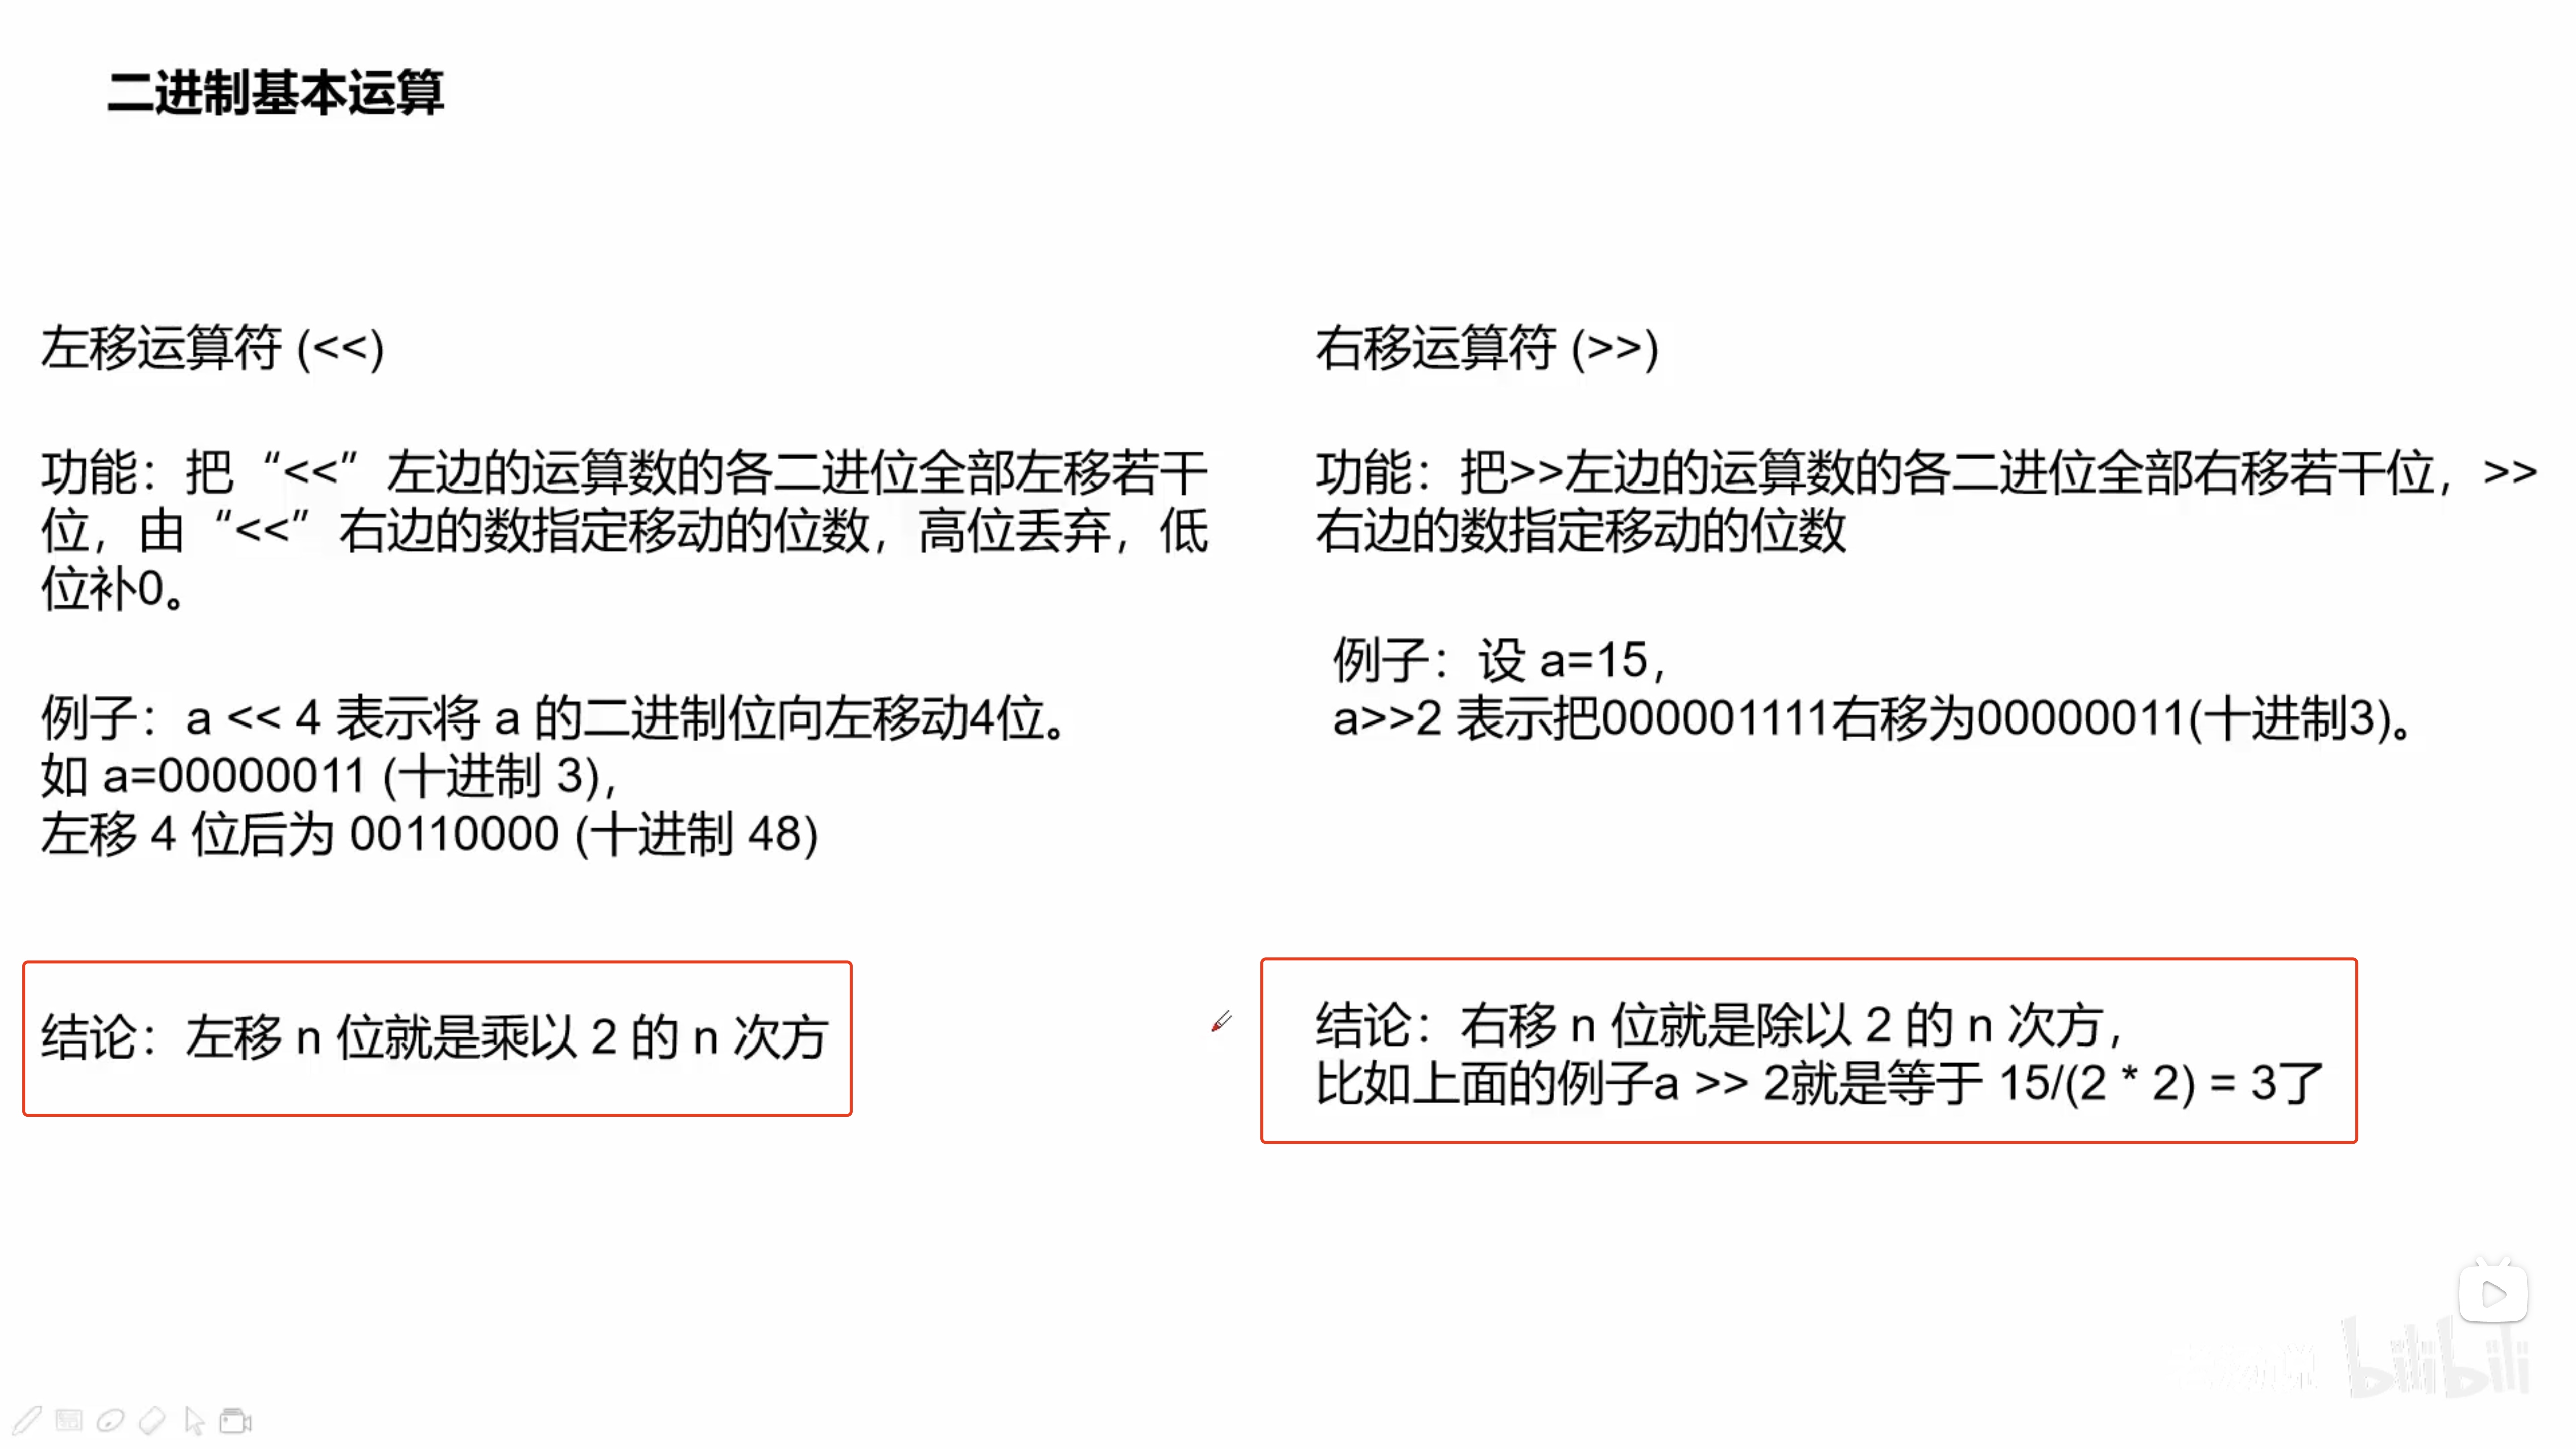 二进制基本运算
左移运算符 (<<)
功能：把“<<”左边的运算数的各二进位全部左移若干
位，由“<<”右边的数指定移动的位数，高位丢弃，低
位补0。
例子：a << 4 表示将 a 的二进制位向左移动4位。
如 a=00000011 (十进制 3)，
左移 4 位后为 00110000 (十进制 48)
结论：左移 n 位就是乘以 2 的 n 次方
右移运算符 (>>)
功能：把>>左边的运算数的各二进位全部右移若干位，>>
右边的数指定移动的位数
例子：设 a=15，
a>>2 表示把000001111右移为00000011(十进制3)。
结论：右移 n 位就是除以 2 的 n 次方，
比如上面的例子a >> 2就是等于 15/(2 * 2) = 3了
bilibili